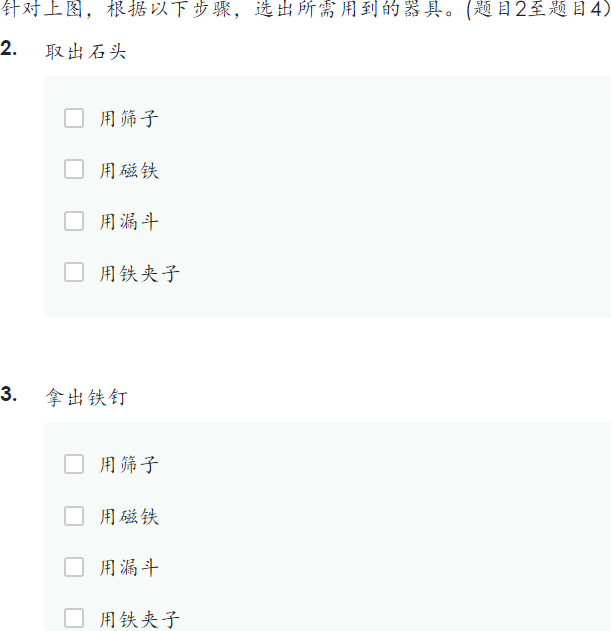 针对上图，根据以下步骤，选出所需用到的器具。(题目2至题目4)
2. 取出石头
用筛子
用磁铁
用漏斗
用铁夹子
3. 拿出铁钉
用筛子
用磁铁
用漏斗
用铁夹子